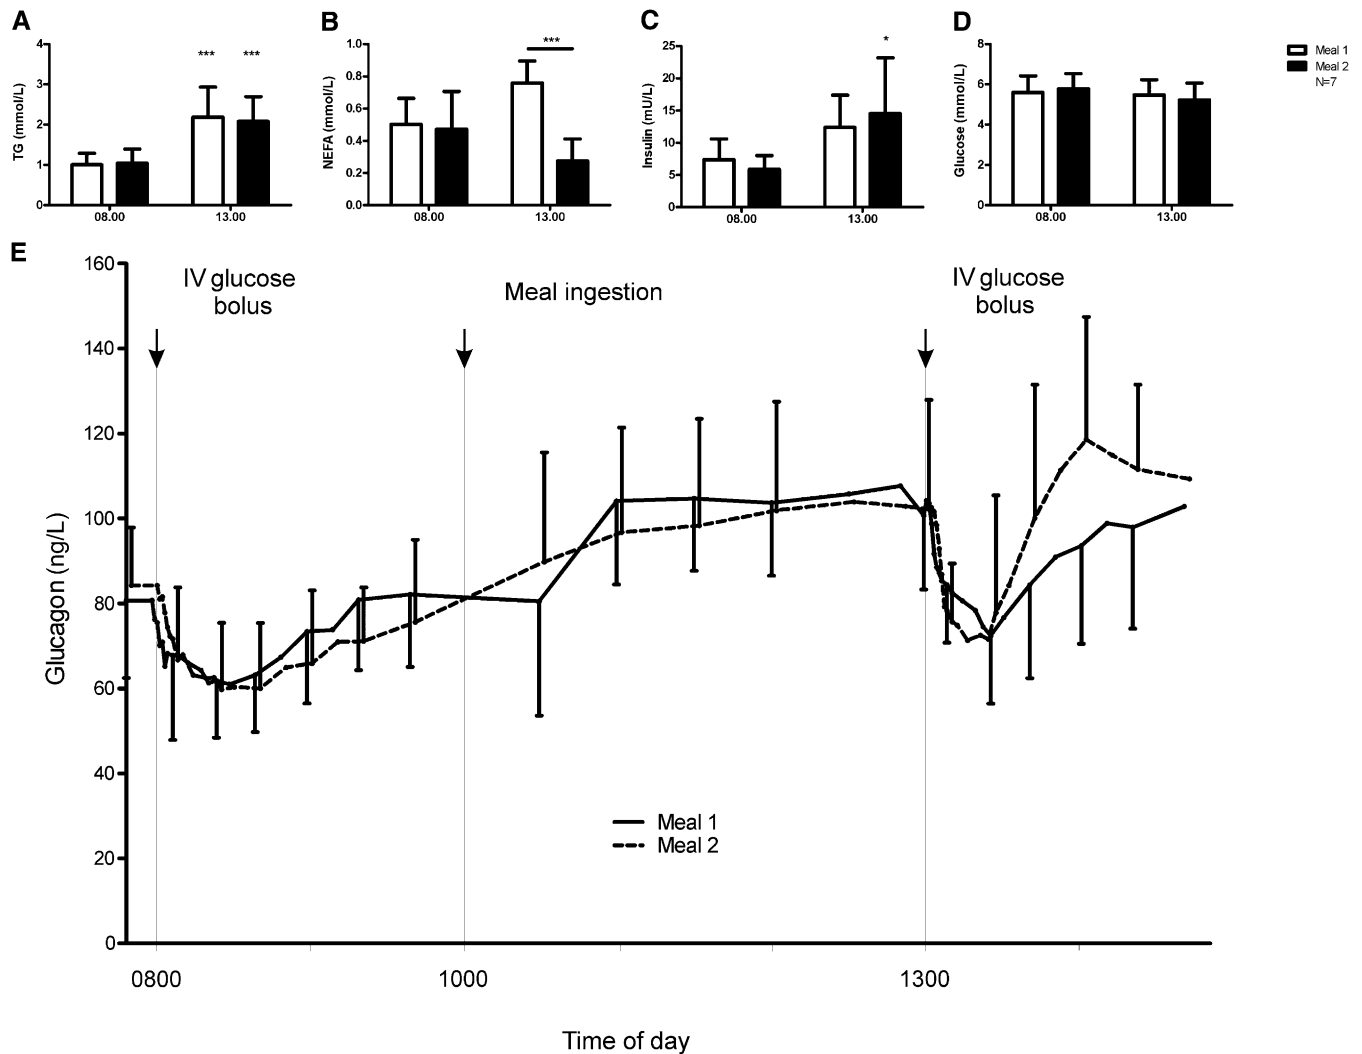 A
TG (mmol/L)
4
3
2
1
0
***
***
08.00
13.00
B
NEFA (mmol/L)
1.0
0.8
0.6
0.4
0.2
0.0
***
08.00
13.00
C
Insulin (mU/L)
25
20
15
10
5
0
*
08.00
13.00
D
Glucose (mmol/L)
8
6
4
2
0
08.00
13.00
Meal 1
Meal 2
N=7
E
Glucagon (ng/L)
160
140
120
100
80
60
40
20
0
IV glucose
bolus
Meal ingestion
IV glucose
bolus
Meal 1
Meal 2
0800
1000
1300
Time of day